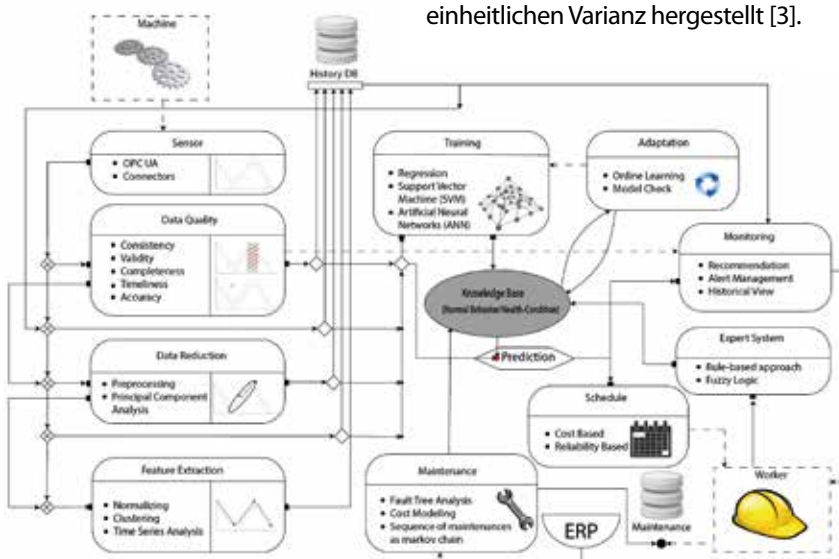 einheitlichen Varianz hergestellt [3].
Machine
History DB
Sensor
• OPC UA
• Connectors
Data Quality
• Consistency
• Validity
• Completeness
• Timeliness
• Accuracy
Data Reduction
• Preprocessing
• Principal Component
Analysis
Feature Extraction
• Normalizing
• Clustering
• Time Series Analysis
Training
• Regression
• Support Vector
Machine (SVM)
• Artificial Neural
Networks (ANN)
Adaptation
• Online Learning
• Model Check
Knowledge Base
(Normal Behavior/Health-Condition)
Prediction
Monitoring
• Recommendation
• Alert Management
• Historical View
Expert System
• Rule-based approach
• Fuzzy Logic
Schedule
• Cost Based
• Reliability Based
Maintenance
• Fault Tree Analysis
• Cost Modeling
• Sequence of maintenances
as markov chain
Maintenance
ERP
Worker